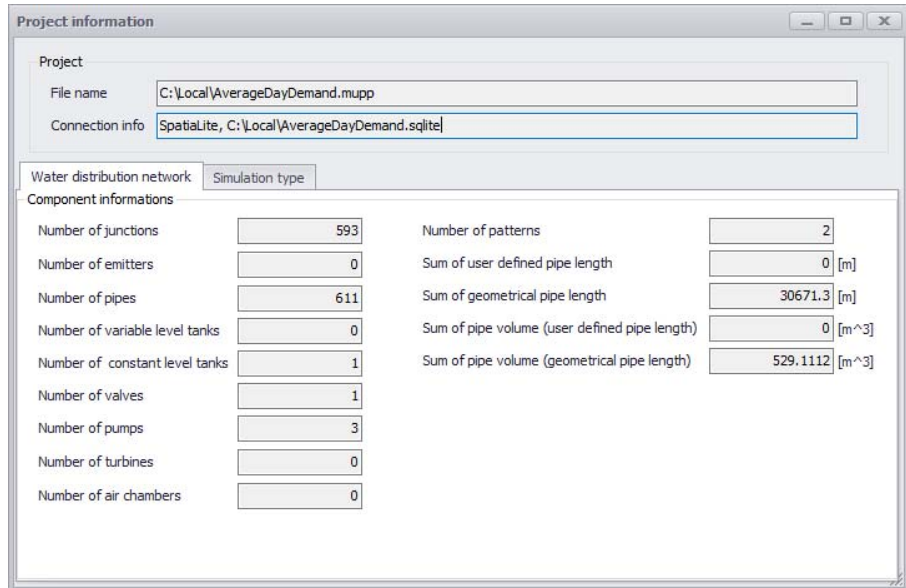 Project information
Project
File name C:\Local\AverageDayDemand.mupp
Connection info SpatiaLite, C:\Local\AverageDayDemand.sqlite
Water distribution network Simulation type
Component informations
Number of junctions 593 Number of patterns 2
Number of emitters 0 Sum of user defined pipe length 0 [m]
Number of pipes 611 Sum of geometrical pipe length 30671.3 [m]
Number of variable level tanks 0 Sum of pipe volume (user defined pipe length) 0 [m^3]
Number of constant level tanks 1 Sum of pipe volume (geometrical pipe length) 529.1112 [m^3]
Number of valves 1
Number of pumps 3
Number of turbines 0
Number of air chambers 0